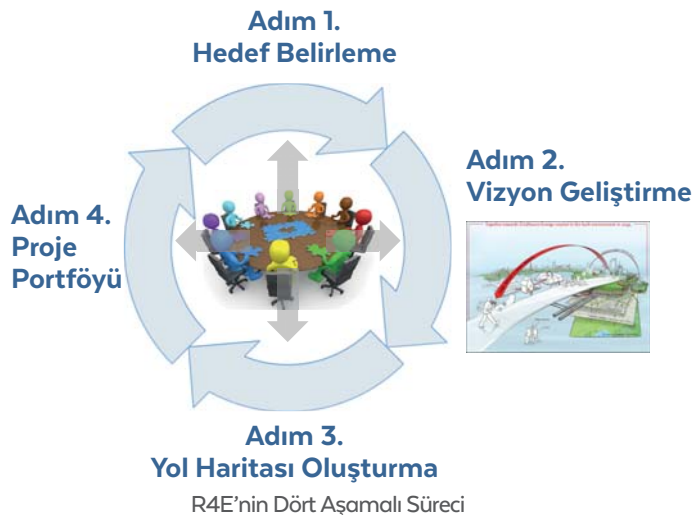 Adım 1.
Hedef Belirleme
Adım 2.
Vizyon Geliştirme
Adım 4.
Proje
Portföyü
Adım 3.
Yol Haritası Oluşturma
R4E'nin Dört Aşamalı Süreci